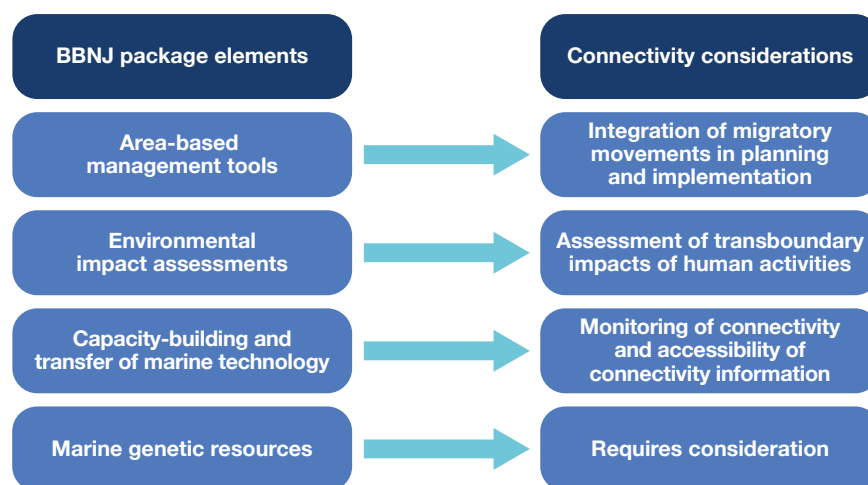 BBNJ package elements
Connectivity considerations
Area-based
management tools
Integration of migratory
movements in planning
and implementation
Environmental
impact assessments
Assessment of transboundary
impacts of human activities
Capacity-building and
transfer of marine technology
Monitoring of connectivity
and accessibility of
connectivity information
Marine genetic resources
Requires consideration